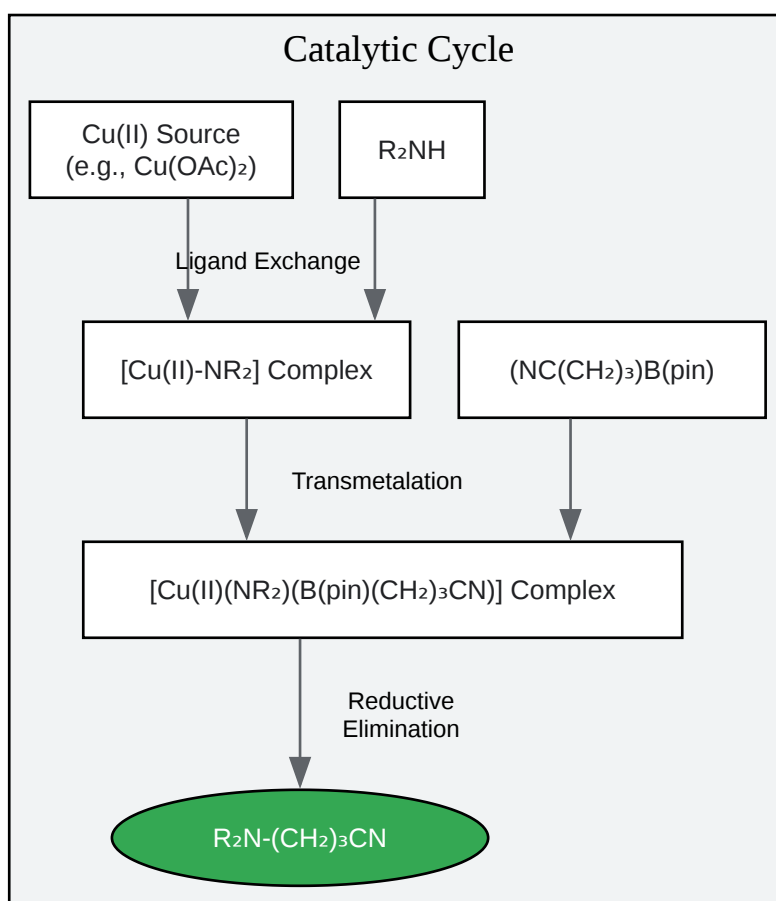 Catalytic Cycle
Cu(II) Source
(e.g., Cu(OAc)₂)
R₂NH
Ligand Exchange
[Cu(II)-NR₂] Complex
(NC(CH₂)₃)B(pin)
Transmetalation
[Cu(II)(NR₂)(B(pin)(CH₂)₃CN)] Complex
Reductive
Elimination
R₂N-(CH₂)₃CN